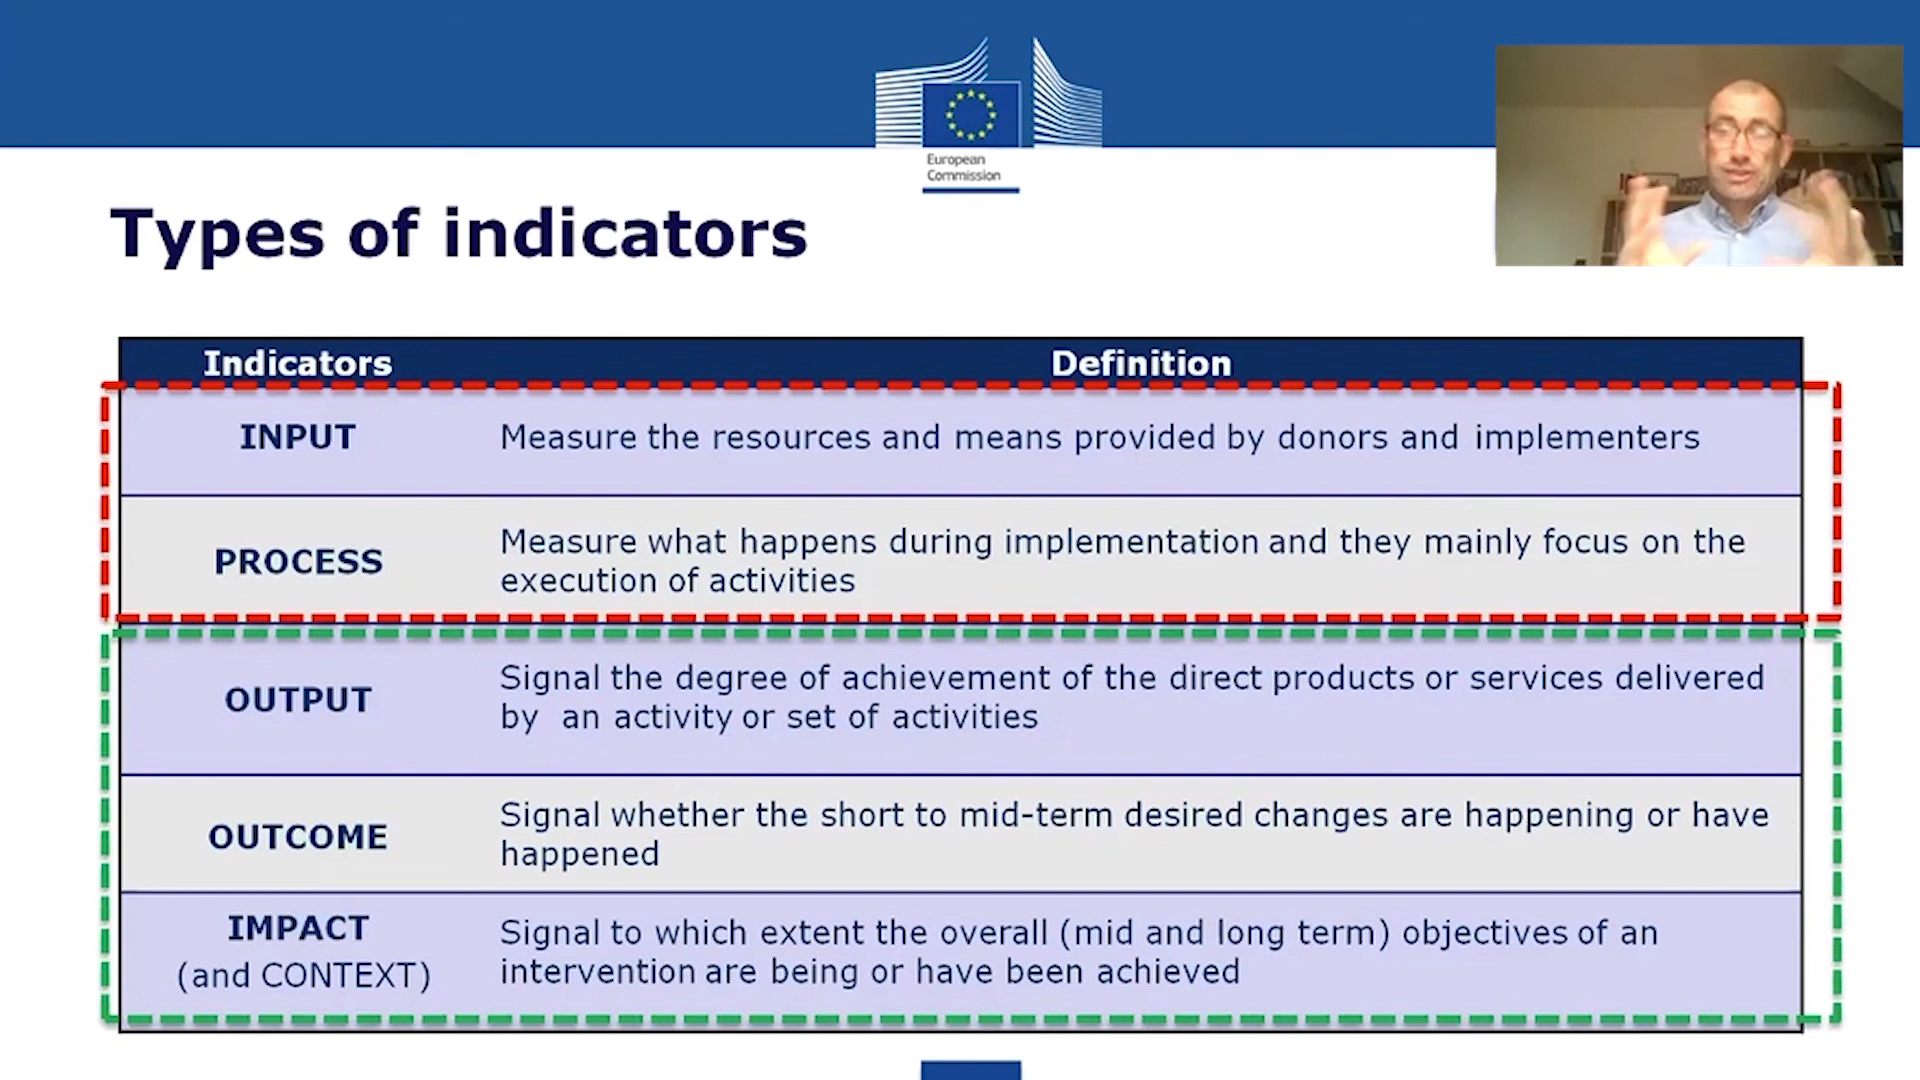 European
Commission
Types of indicators
Indicators Definition
INPUT Measure the resources and means provided by donors and implementers
PROCESS Measure what happens during implementation and they mainly focus on the
execution of activities
OUTPUT Signal the degree of achievement of the direct products or services delivered
by an activity or set of activities
OUTCOME Signal whether the short to mid-term desired changes are happening or have
happened
IMPACT
(and CONTEXT)
Signal to which extent the overall (mid and long term) objectives of an
intervention are being or have been achieved